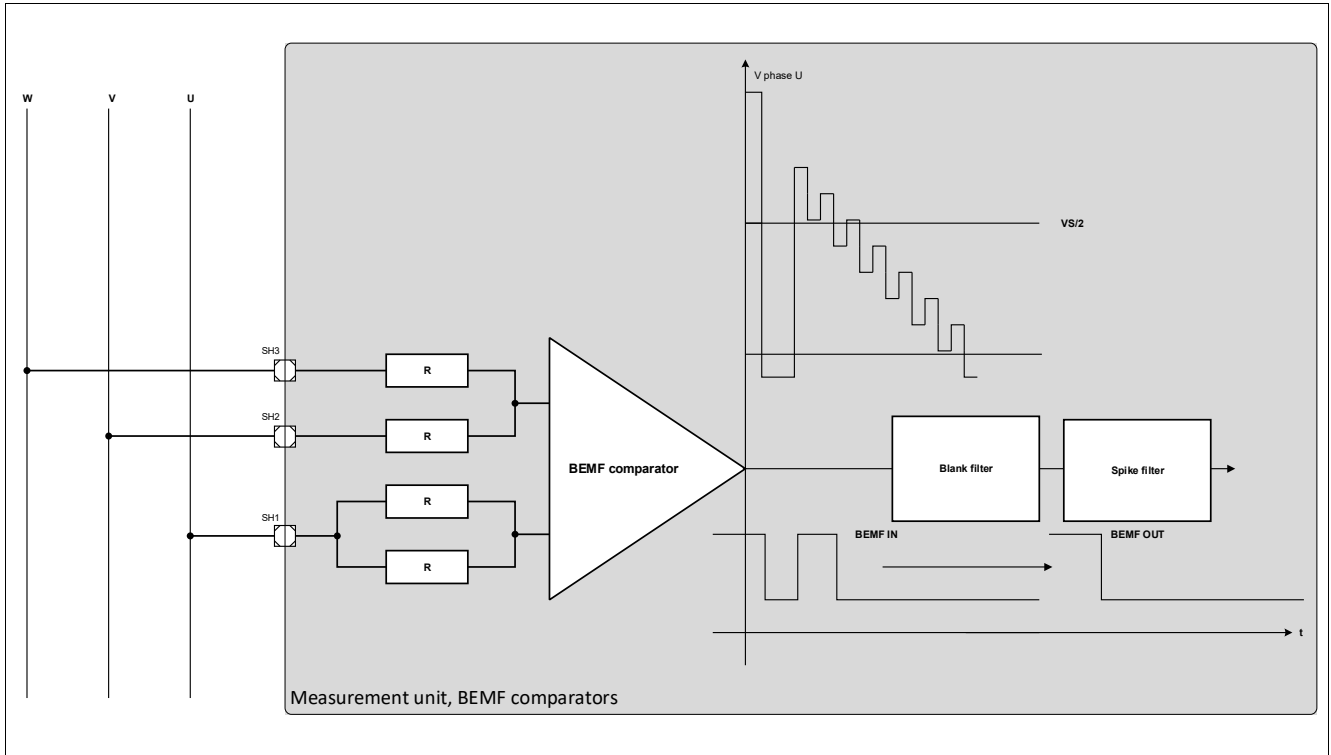 V phase U
W
V
U
VS/2
SH3
R
SH2
R
BEMF comparator
Blank filter
Spike filter
R
SH1
BEMF IN
BEMF OUT
R
t
Measurement unit, BEMF comparators